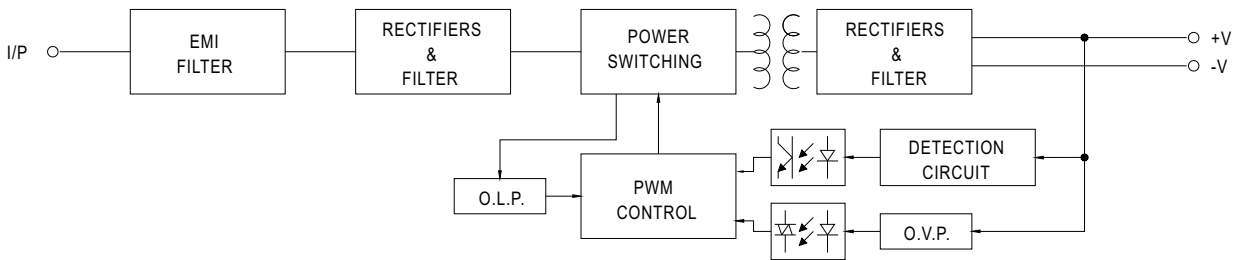 I/P
EMI
FILTER
RECTIFIERS
&
FILTER
POWER
SWITCHING
RECTIFIERS
&
FILTER
+V
-V
O.L.P.
PWM
CONTROL
DETECTION
CIRCUIT
O.V.P.